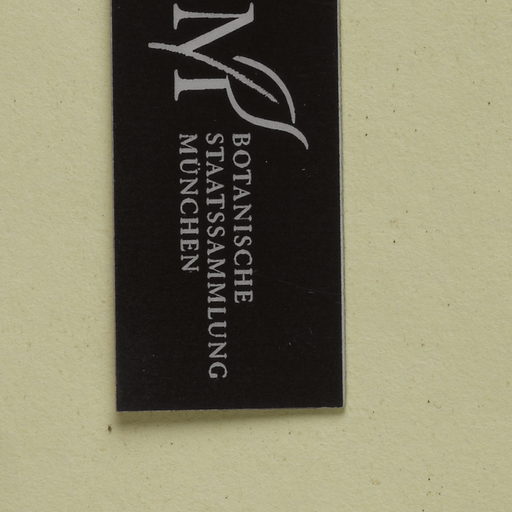 M
BOTANISCHE
STAATSSAMMLUNG
MÜNCHEN